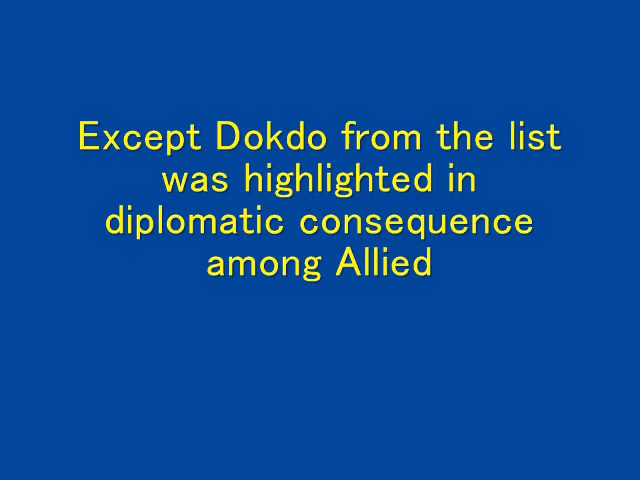 Except Dokdo from the list
was highlighted in
diplomatic consequence
among Allied